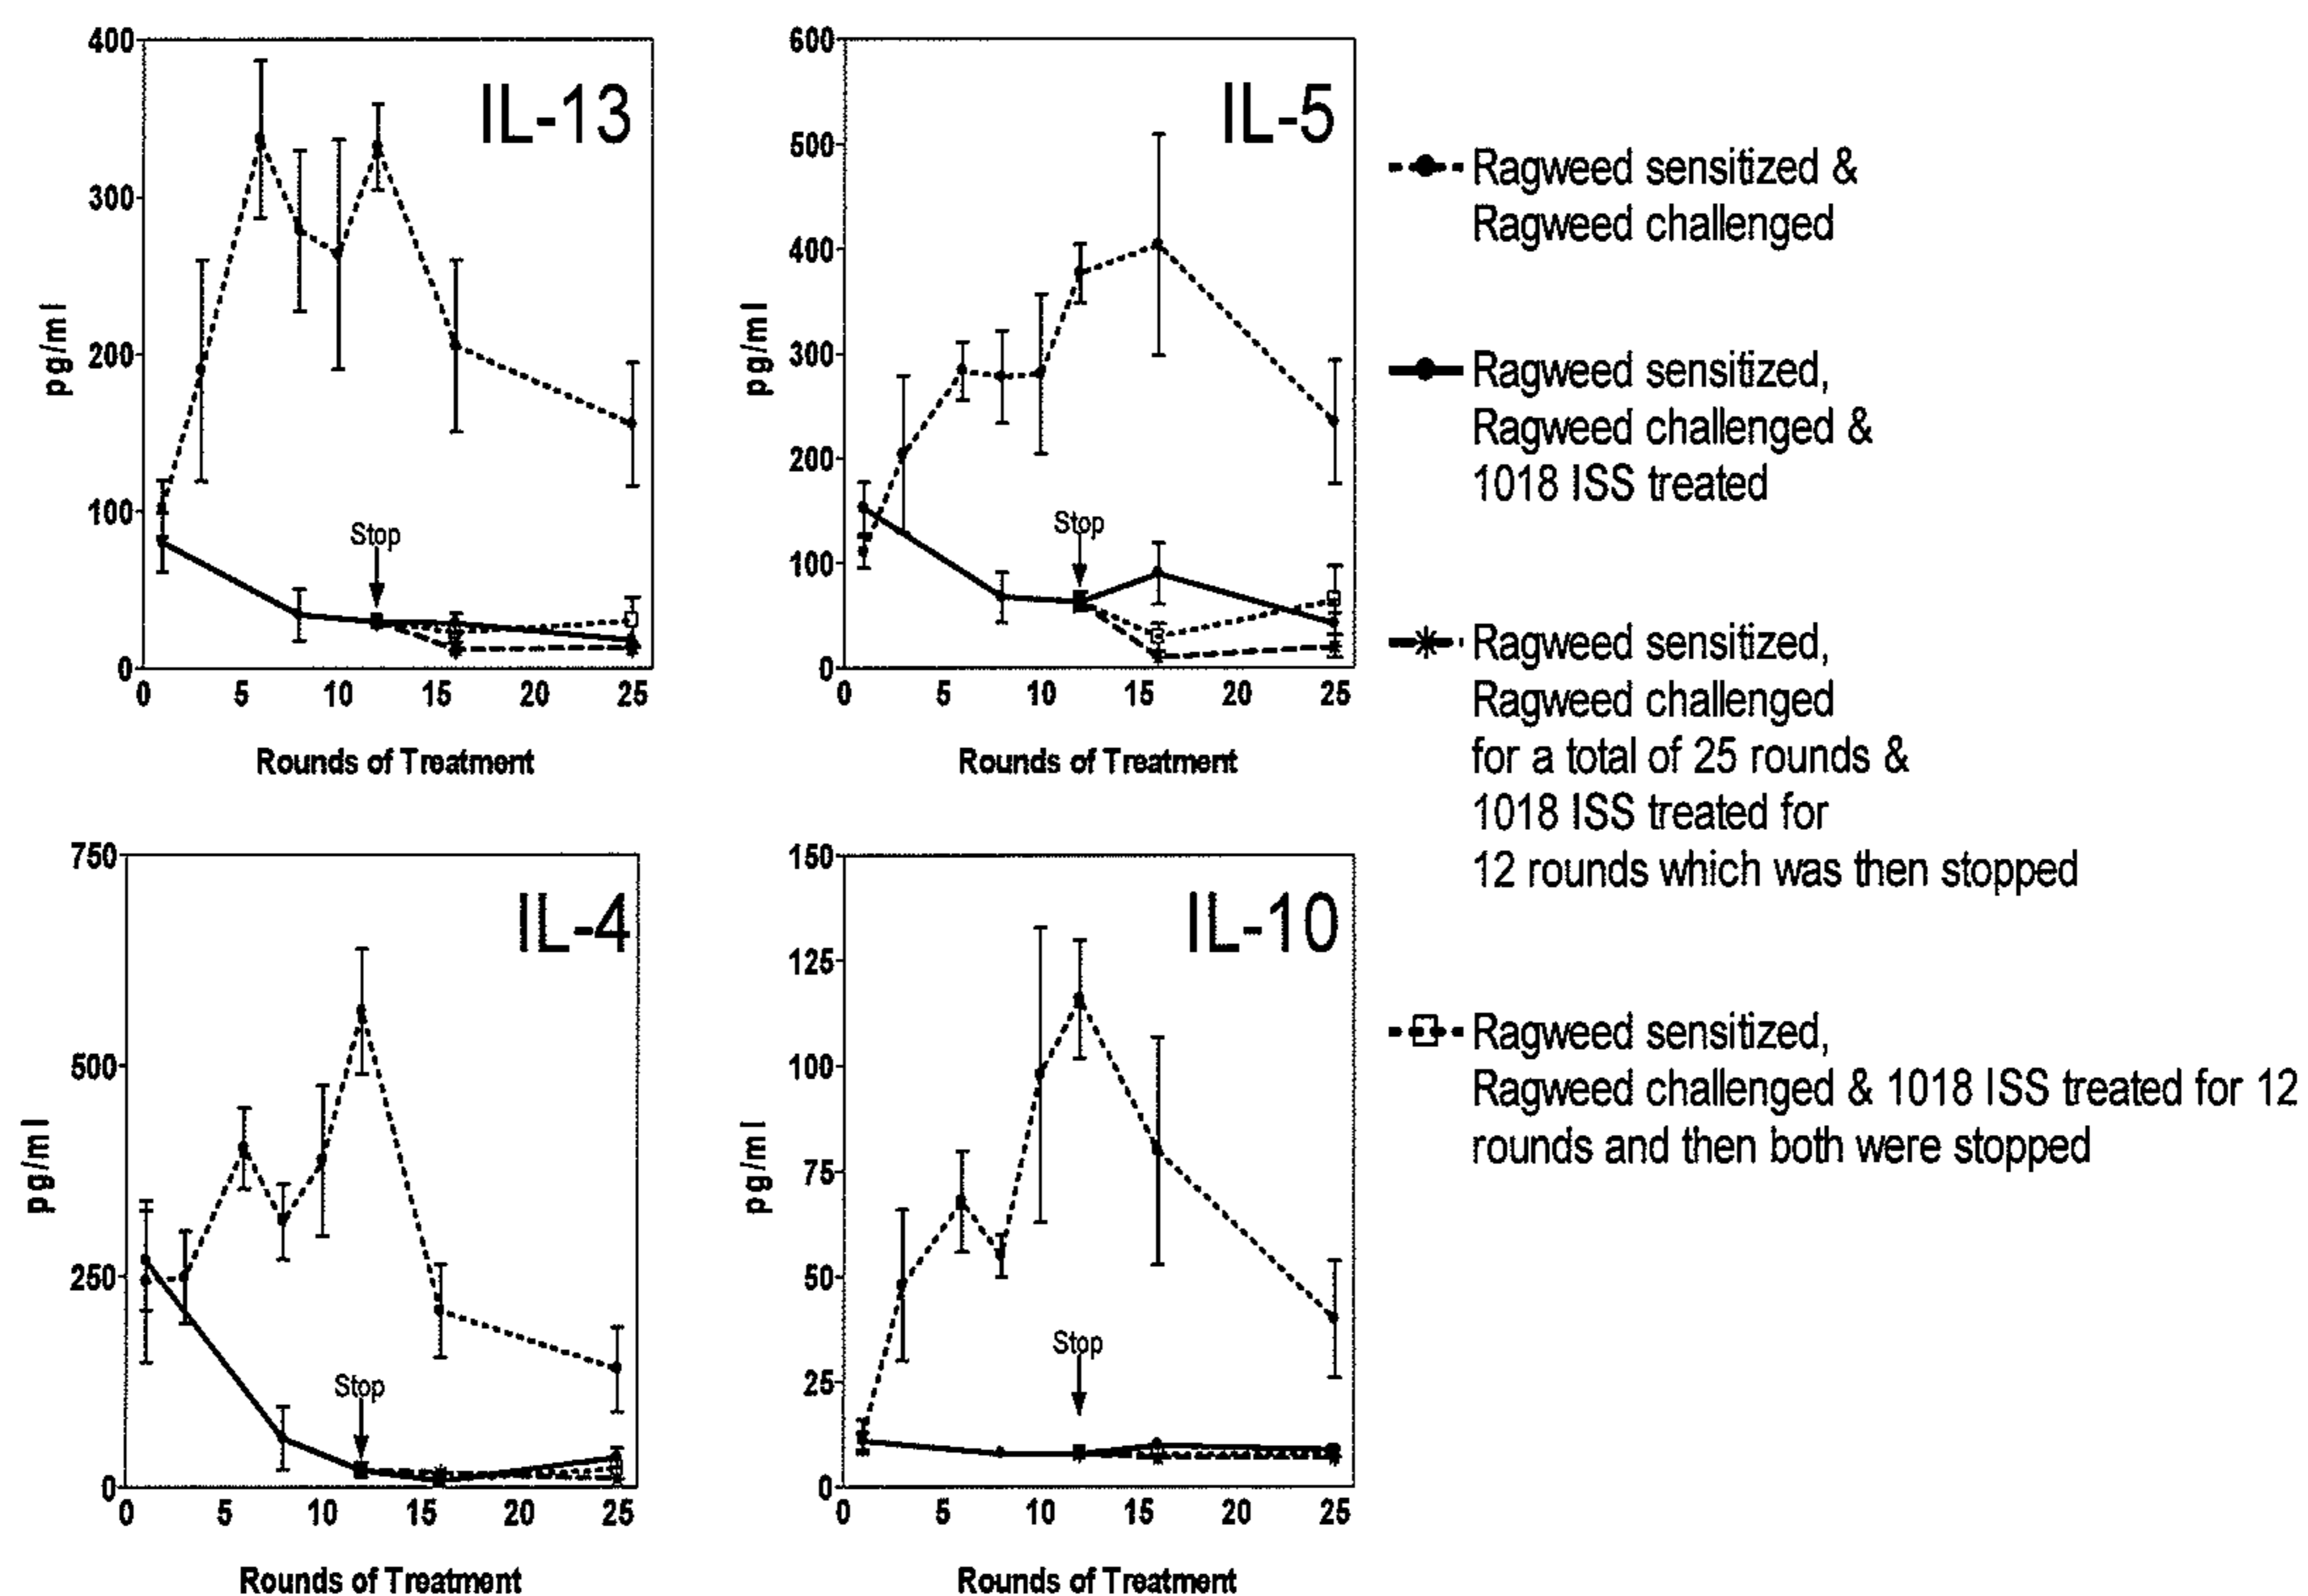 IL-13
400
300
200
100
0
pg/ml
Stop
0 5 10 15 20 25
Rounds of Treatment
IL-5
600
500
400
300
200
100
0
pg/ml
Stop
0 5 10 15 20 25
Rounds of Treatment
IL-4
750
500
250
0
pg/ml
Stop
0 5 10 15 20 25
Rounds of Treatment
IL-10
150
125
100
75
50
25
0
pg/ml
Stop
0 5 10 15 20 25
Rounds of Treatment
Ragweed sensitized &
Ragweed challenged
Ragweed sensitized,
Ragweed challenged &
1018 ISS treated
Ragweed sensitized,
Ragweed challenged
for a total of 25 rounds &
1018 ISS treated for
12 rounds which was then stopped
Ragweed sensitized,
Ragweed challenged & 1018 ISS treated for 12
rounds and then both were stopped